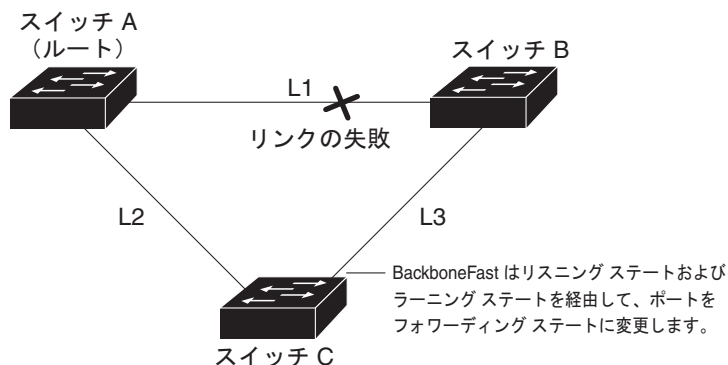 スイッチ A
（ルート）
スイッチ B
L1
リンクの失敗
L2
L3
BackboneFast はリスニング ステートおよび
ラーニング ステートを経由して、ポートを
フォワーディング ステートに変更します。
スイッチ C